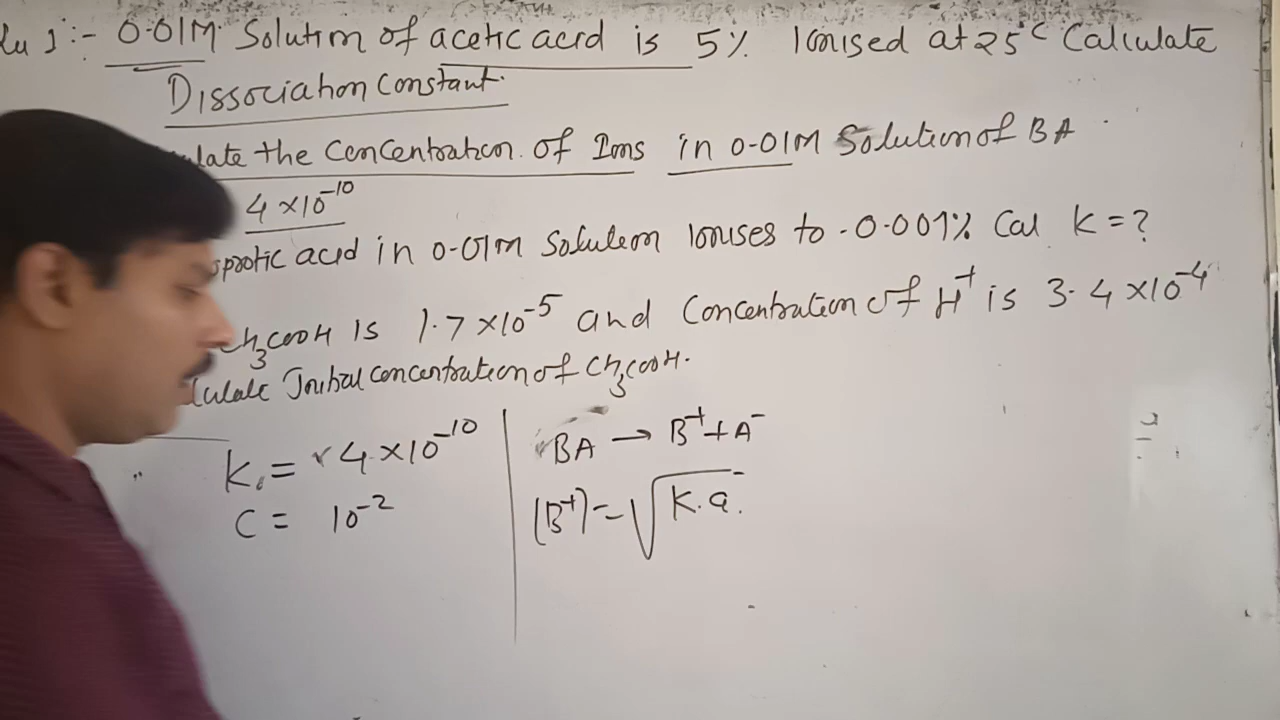 :- 0.01M Solution of acetic acid is 5% Ionised at 25°C Calculate
Dissociation Constant.
late the Concentration of Ions in 0.01M Solution of BA
4×10⁻¹⁰
protic acid in 0.01M Solution Ionises to 0.001% Cal K=?
CH₃COOH IS 1.7×10⁻⁵ and Concentration of H⁺ is 3.4×10⁻⁴
Initial Concentration of CH₃COOH.
K = 4×10⁻¹⁰
C = 10⁻²
BA → B⁺+A⁻
(B⁺)=√K.a